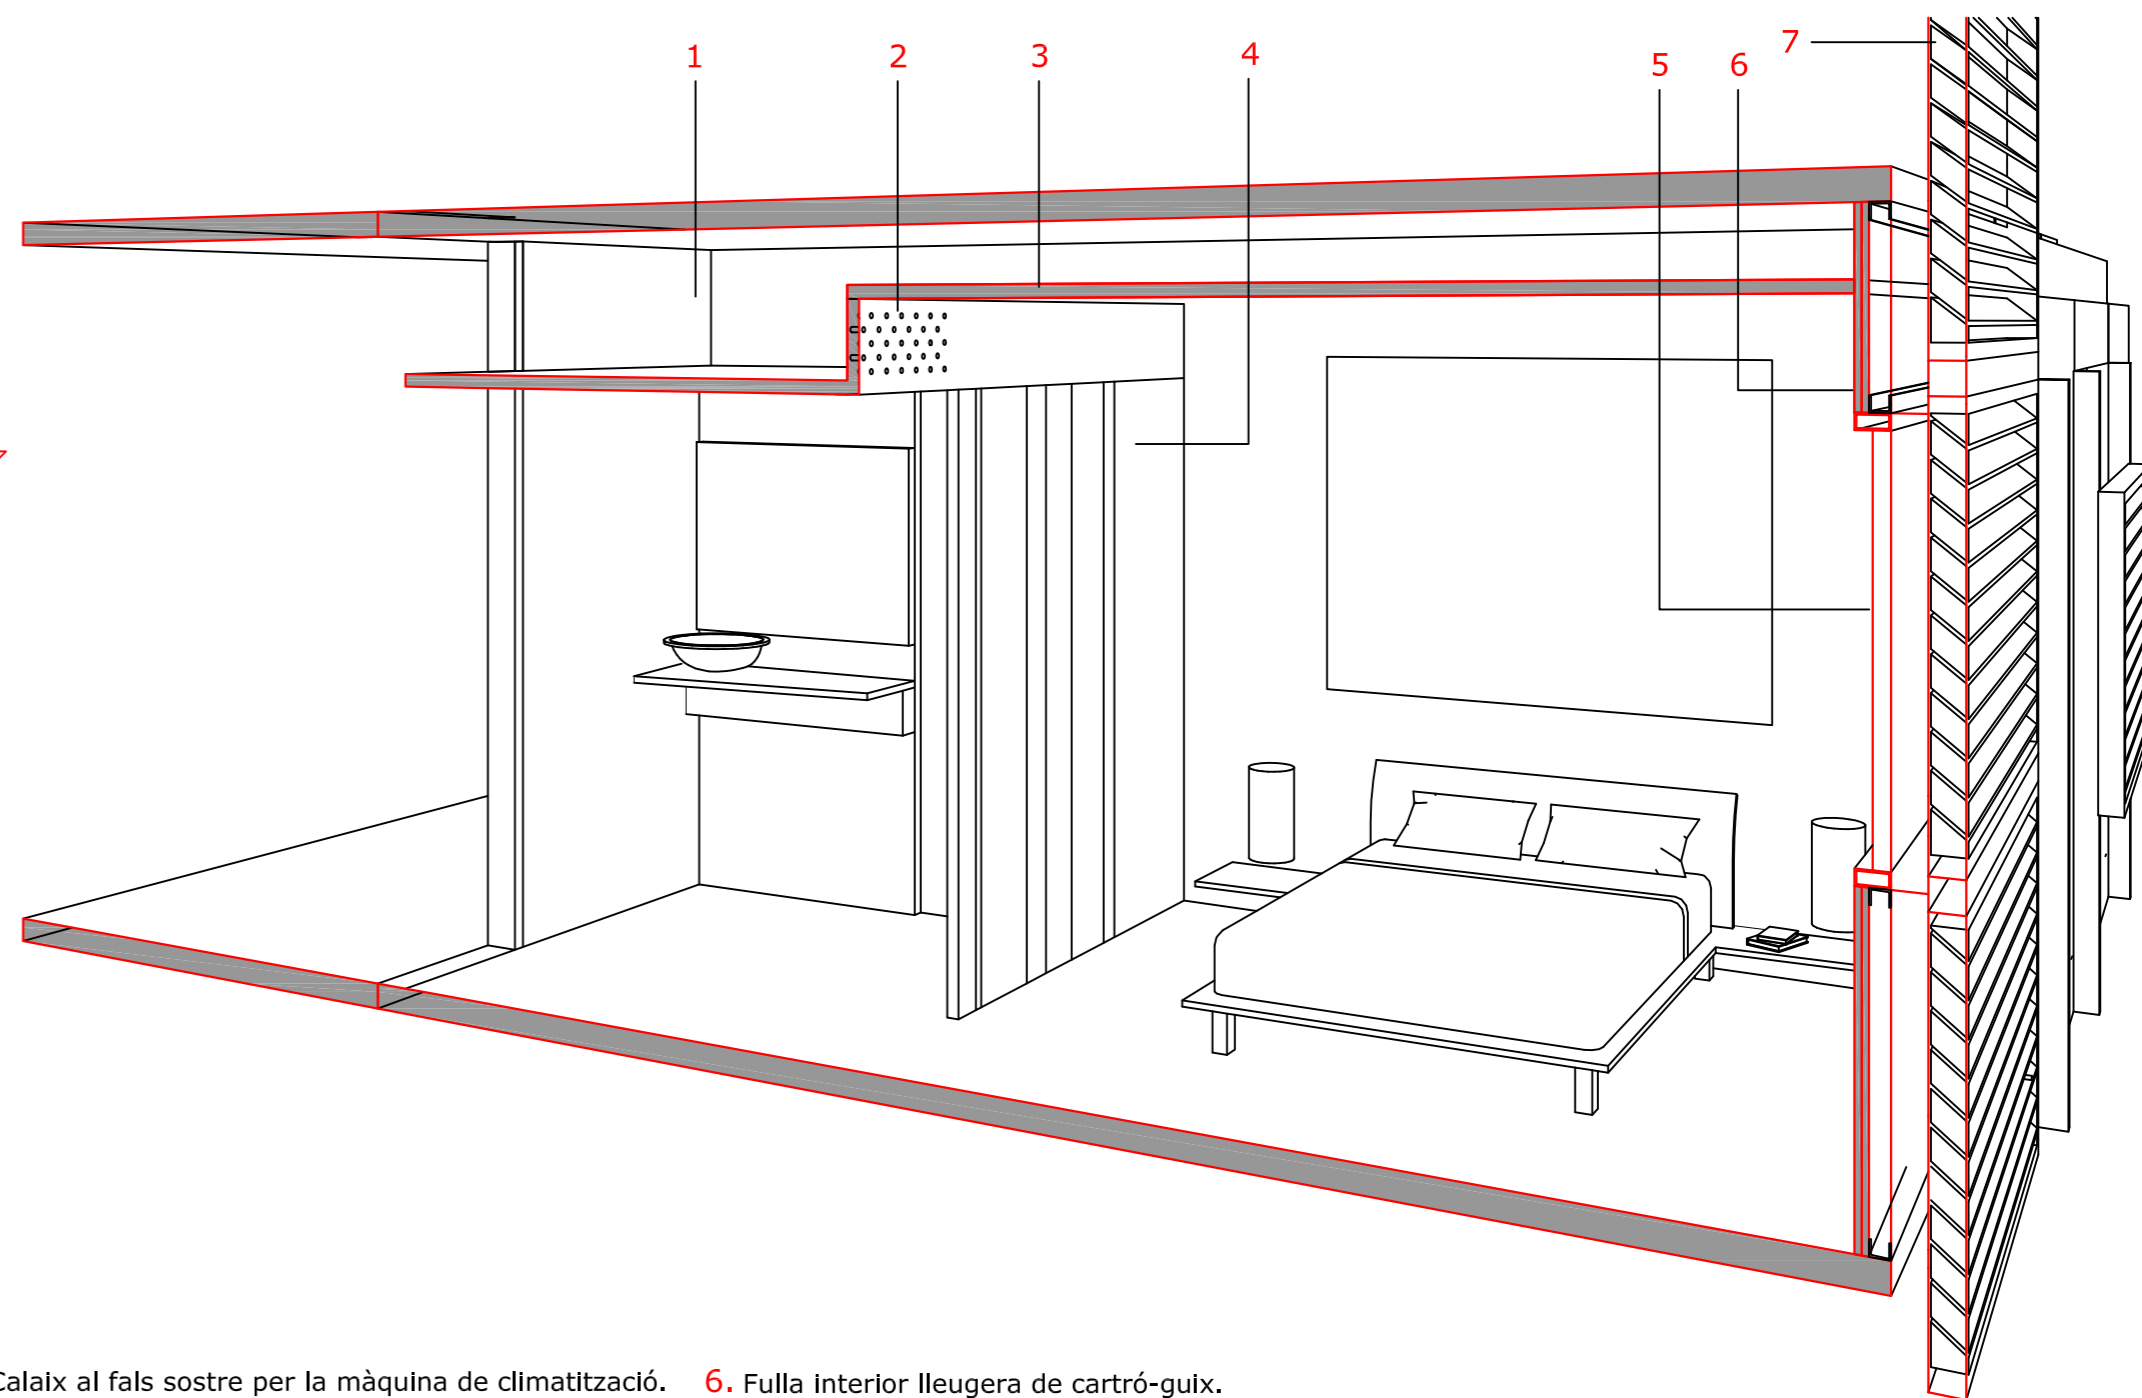 1 2 3 4 5 6 7
Calaix al fals sostre per la màquina de climatització. 6. Fulla interior lleugera de cartró-guix.